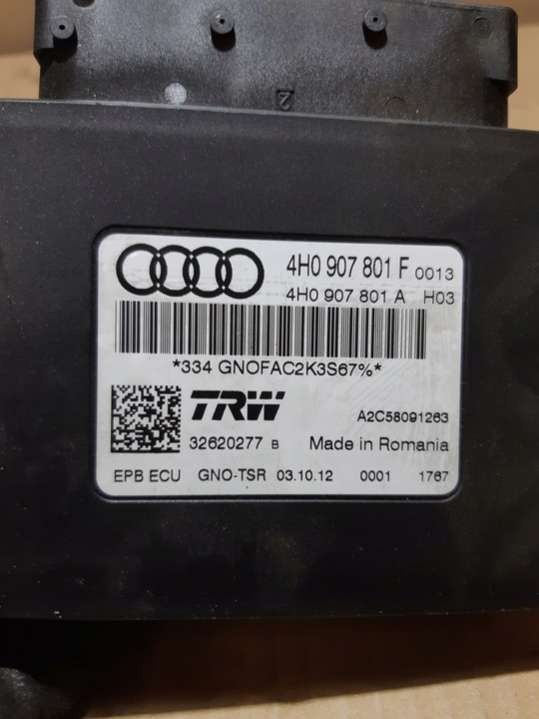 4H0 907 801 F 0013
4H0 907 801 A H03
*334 GNOFAC2K3S67%*
TRW
A2C58091263
32620277 B Made in Romania
EPB ECU GNO-TSR 03.10.12 0001 1767